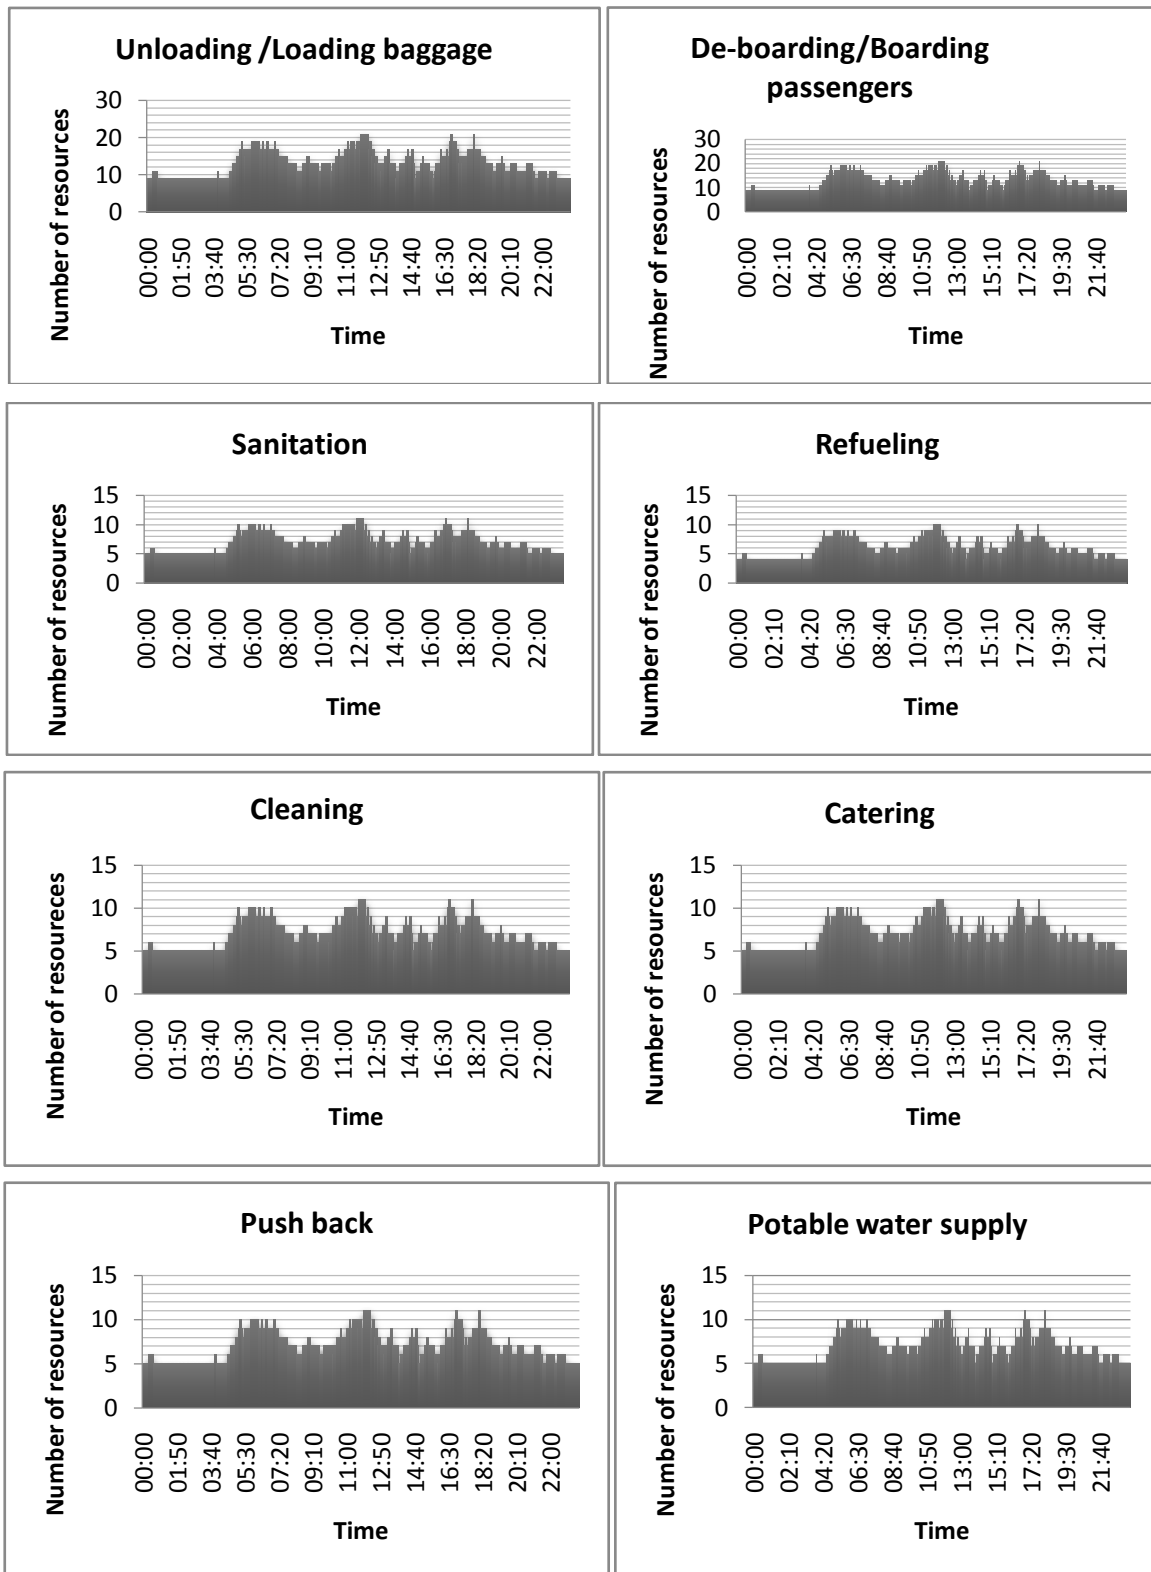 Unloading /Loading baggage
Number of resources
30
20
10
0
00:00 01:50 03:40 05:30 07:20 09:10 11:00 12:50 14:40 16:30 18:20 20:10 22:00
Time
De-boarding/Boarding
passengers
Number of resources
30
20
10
0
00:00 02:10 04:20 06:30 08:40 10:50 13:00 15:10 17:20 19:30 21:40
Time
Sanitation
Number of resources
15
10
5
0
00:00 02:00 04:00 06:00 08:00 10:00 12:00 14:00 16:00 18:00 20:00 22:00
Time
Refueling
Number of resources
15
10
5
0
00:00 02:10 04:20 06:30 08:40 10:50 13:00 15:10 17:20 19:30 21:40
Time
Cleaning
Number of resoureces
15
10
5
0
00:00 01:50 03:40 05:30 07:20 09:10 11:00 12:50 14:40 16:30 18:20 20:10 22:00
Time
Catering
Number of resources
15
10
5
0
00:00 02:10 04:20 06:30 08:40 10:50 13:00 15:10 17:20 19:30 21:40
Time
Push back
Number of resources
15
10
5
0
00:00 01:50 03:40 05:30 07:20 09:10 11:00 12:50 14:40 16:30 18:20 20:10 22:00
Time
Potable water supply
Number of resources
15
10
5
0
00:00 02:10 04:20 06:30 08:40 10:50 13:00 15:10 17:20 19:30 21:40
Time